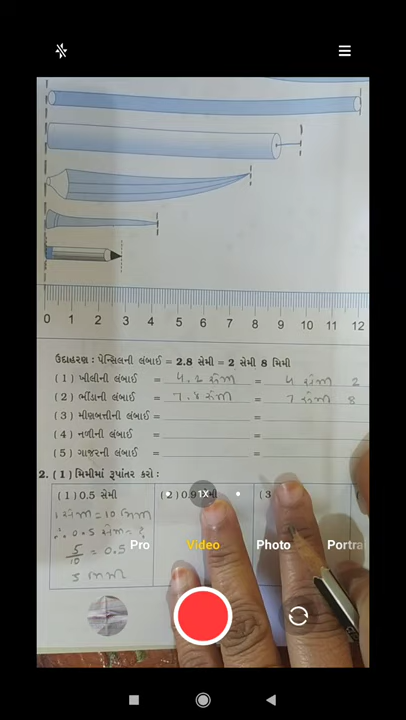 0 1 2 3 4 5 6 7 8 9 10 11 12
ઉદાહરણ : પેન્સિલની લંબાઈ = 2.8 સેમી = 2 સેમી 8 મિમી
(1) ખીલીની લંબાઈ = 4.2 સેમી = 4 સેમી 2
(2) ભીંડાની લંબાઈ = 7.8 સેમી = 7 સેમી 8
(3) મીણબત્તીની લંબાઈ = =
(4) નળીની લંબાઈ = =
(5) ગાજરની લંબાઈ = =
2. (1) મિમીમાં રૂપાંતર કરો :
(1) 0.5 સેમી (2) 0.9 સેમી (3
1 સેમી = 10 મિમી
∴ 0.5 સેમી = ?
5/10 = 0.5
5 મિમી
1X
Pro Video Photo Portra